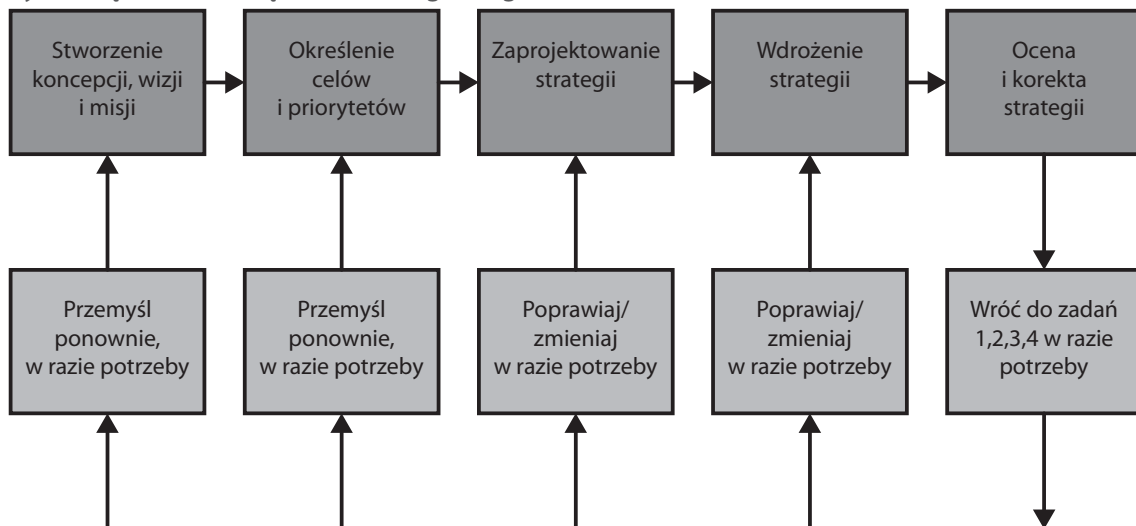 Stworzenie
koncepcji, wizji
i misji
Określenie
celów
i priorytetów
Zaprojektowanie
strategii
Wdrożenie
strategii
Ocena
i korekta
strategii
Przemyśl
ponownie,
w razie potrzeby
Przemyśl
ponownie,
w razie potrzeby
Poprawiaj/
zmieniaj
w razie potrzeby
Poprawiaj/
zmieniaj
w razie potrzeby
Wróć do zadań
1,2,3,4 w razie
potrzeby